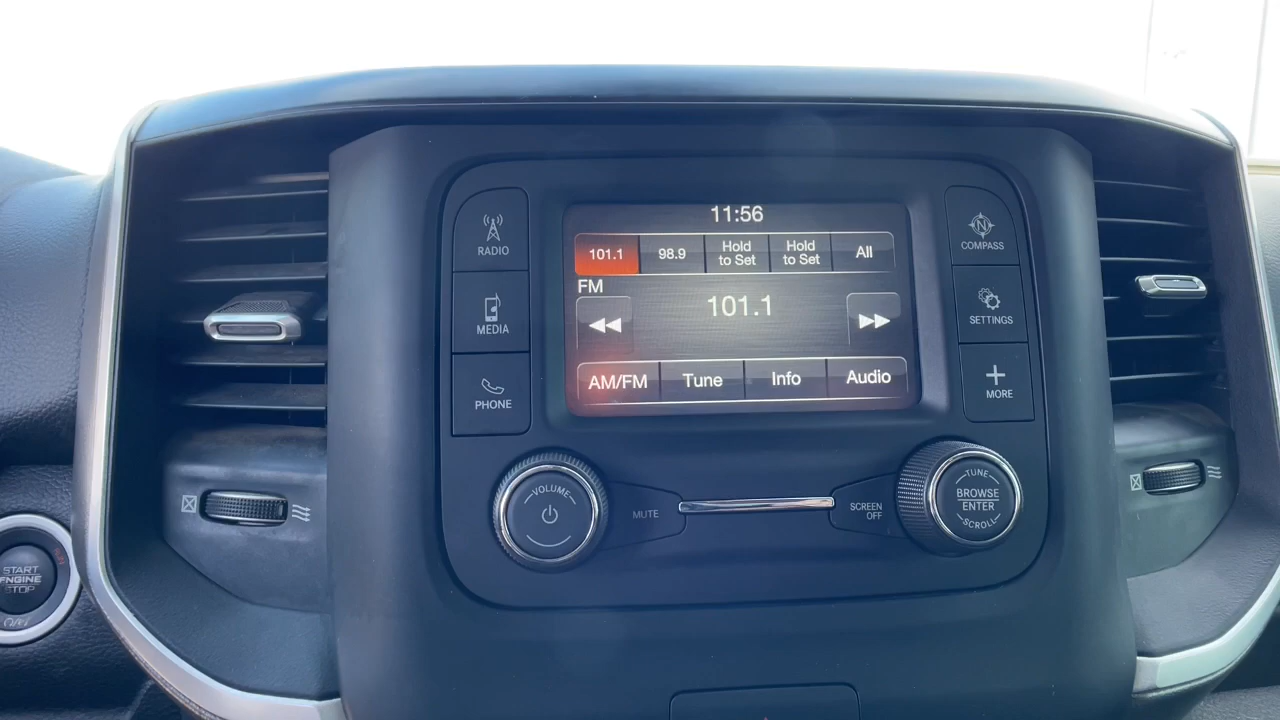 11:56
101.1
98.9
Hold
to Set
Hold
to Set
All
FM
101.1
AM/FM
Tune
Info
Audio
RADIO
MEDIA
PHONE
N
COMPASS
SETTINGS
MORE
VOLUME
MUTE
SCREEN
OFF
TUNE
BROWSE
ENTER
SCROLL
START
ENGINE
STOP
OFF